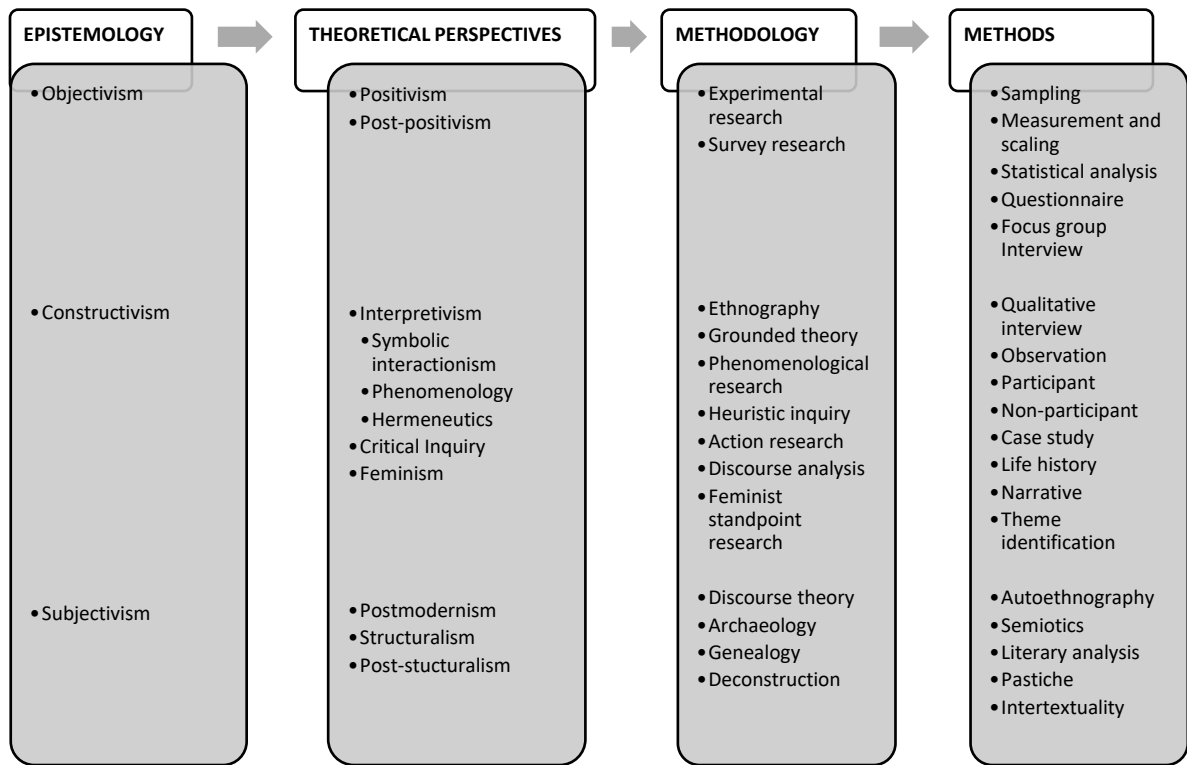 EPISTEMOLOGY
•Objectivism
•Constructivism
•Subjectivism
THEORETICAL PERSPECTIVES
•Positivism
•Post-positivism
•Interpretivism
•Symbolic
interactionism
•Phenomenology
•Hermeneutics
•Critical Inquiry
•Feminism
•Postmodernism
•Structuralism
•Post-stucturalism
METHODOLOGY
•Experimental
research
•Survey research
•Ethnography
•Grounded theory
•Phenomenological
research
•Heuristic inquiry
•Action research
•Discourse analysis
•Feminist
standpoint
research
•Discourse theory
•Archaeology
•Genealogy
•Deconstruction
METHODS
•Sampling
•Measurement and
scaling
•Statistical analysis
•Questionnaire
•Focus group
Interview
•Qualitative
interview
•Observation
•Participant
•Non-participant
•Case study
•Life history
•Narrative
•Theme
identification
•Autoethnography
•Semiotics
•Literary analysis
•Pastiche
•Intertextuality